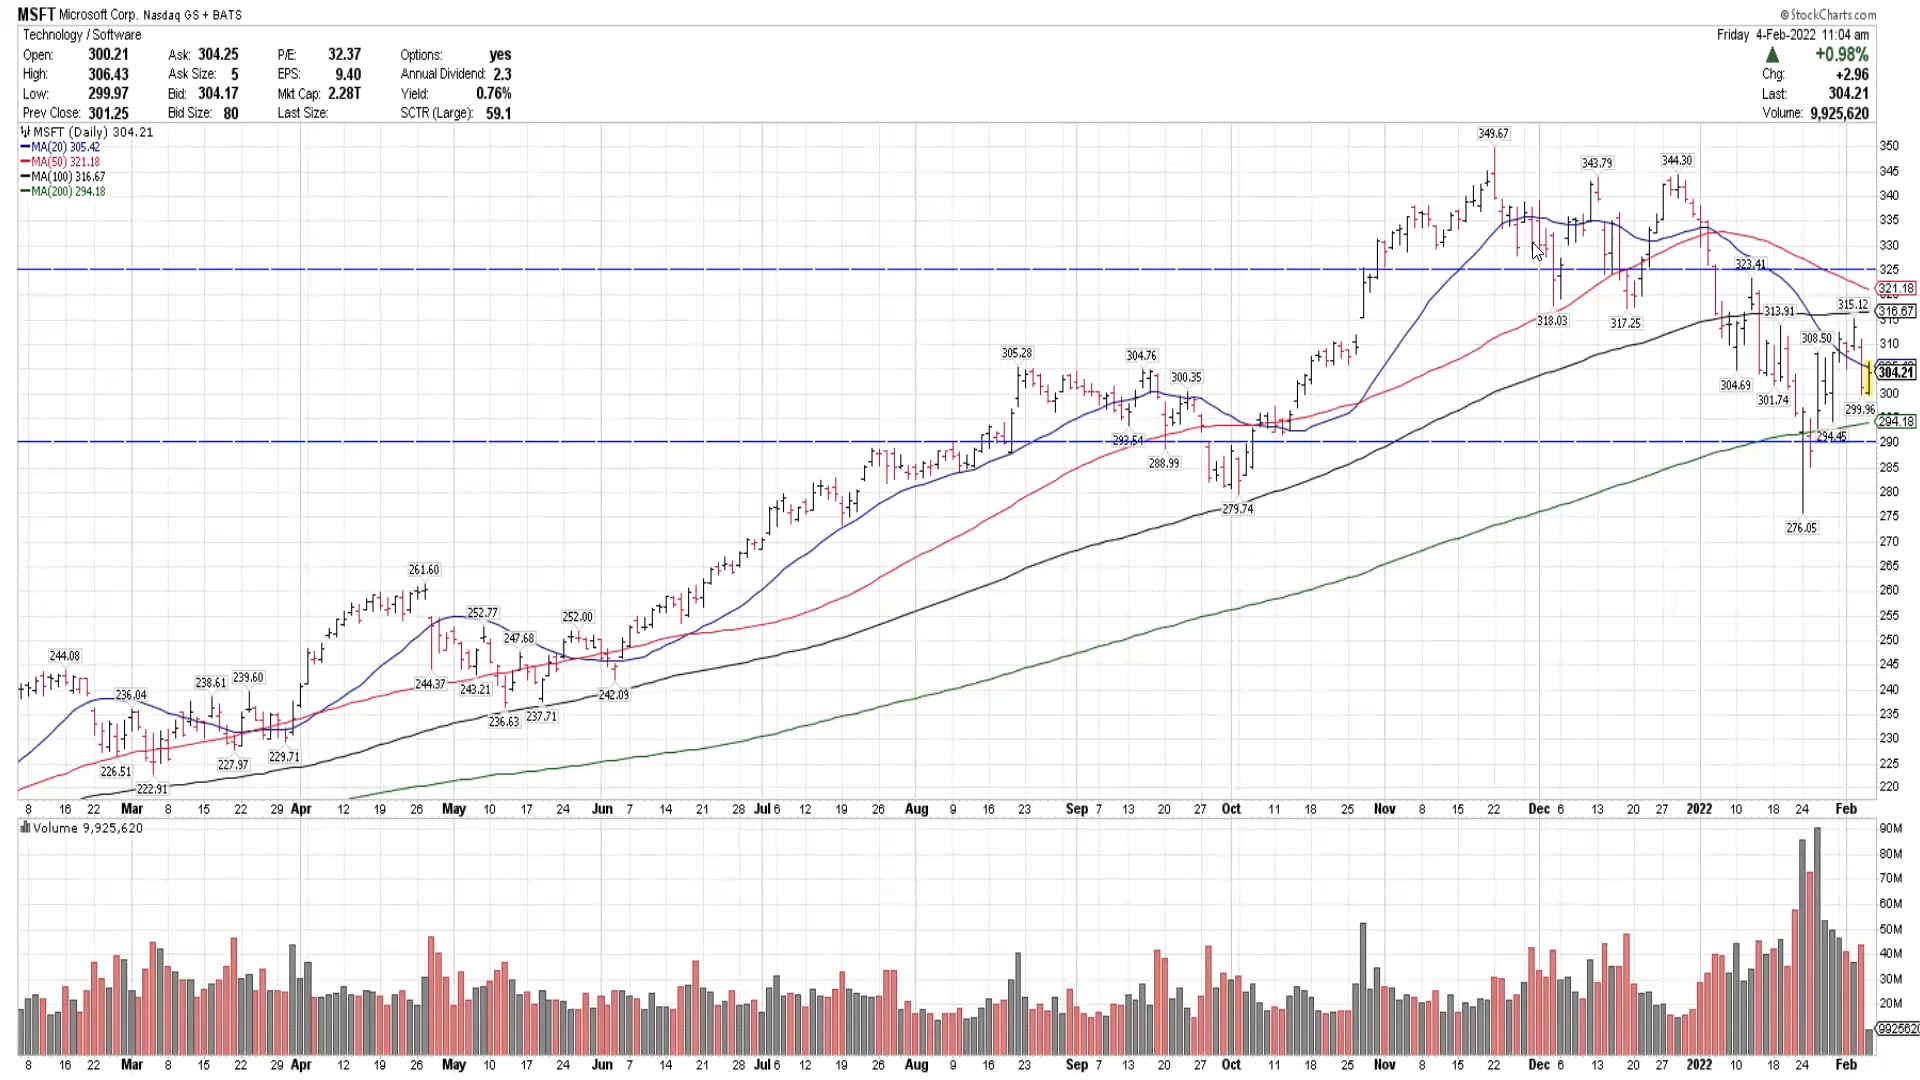 MSFT Microsoft Corp. Nasdaq GS + BATS
© StockCharts.com
Technology / Software
Friday 4-Feb-2022 11:04 am
Open: 300.21 Ask: 304.25 P/E: 32.37 Options: yes
+0.98%
High: 306.43 Ask Size: 5 EPS: 9.40 Annual Dividend: 2.3
Chg: +2.96
Low: 299.97 Bid: 304.17 Mkt Cap: 2.28T Yield: 0.76%
Last: 304.21
Prev Close: 301.25 Bid Size: 80 Last Size: SCTR (Large): 59.1
Volume: 9,925,620
MSFT (Daily) 304.21
MA(20) 305.42
MA(50) 321.18
MA(100) 316.67
MA(200) 294.18
349.67
343.79
344.30
323.41
315.12
313.91
318.03
317.25
308.50
305.28
304.76
300.35
304.69
301.74
299.96
293.54
294.45
288.99
279.74
276.05
261.60
252.77
252.00
247.68
244.08
244.37
243.21
242.09
238.61
239.60
236.04
236.63
237.71
226.51
227.97
229.71
222.91
350
345
340
335
330
325
321.18
316.67
310
304.21
300
294.18
290
285
280
275
270
265
260
255
250
245
240
235
230
225
220
8 16 22 Mar 8 15 22 29 Apr 12 19 26 May 10 17 24 Jun 7 14 21 28 Jul 6 12 19 26 Aug 9 16 23 Sep 7 13 20 27 Oct 11 18 25 Nov 8 15 22 Dec 6 13 20 27 2022 10 18 24 Feb
Volume 9,925,620
90M
80M
70M
60M
50M
40M
30M
20M
9925620
8 16 22 Mar 8 15 22 29 Apr 12 19 26 May 10 17 24 Jun 7 14 21 28 Jul 6 12 19 26 Aug 9 16 23 Sep 7 13 20 27 Oct 11 18 25 Nov 8 15 22 Dec 6 13 20 27 2022 10 18 24 Feb